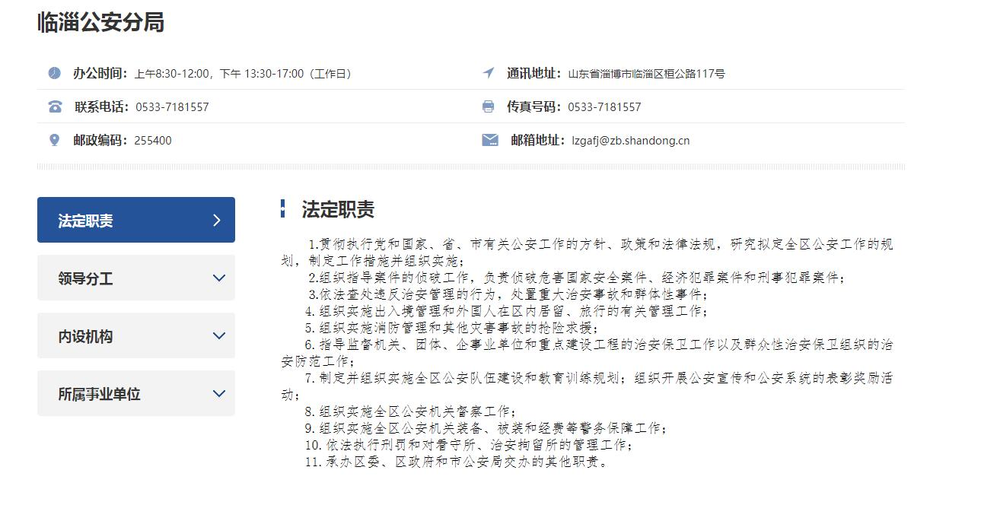 临淄公安分局
办公时间：上午8:30-12:00，下午 13:30-17:00（工作日）
通讯地址：山东省淄博市临淄区桓公路117号
联系电话：0533-7181557
传真号码：0533-7181557
邮政编码：255400
邮箱地址：lzgafj@zb.shandong.cn
法定职责
领导分工
内设机构
所属事业单位
法定职责
1.贯彻执行党和国家、省、市有关公安工作的方针、政策和法律法规，研究拟定全区公安工作的规
划，制定工作措施并组织实施；
2.组织指导案件的侦破工作，负责侦破危害国家安全案件、经济犯罪案件和刑事犯罪案件；
3.依法查处违反治安管理的行为，处置重大治安事故和群体性事件；
4. 组织实施出入境管理和外国人在区内居留、旅行的有关管理工作；
5. 组织实施消防管理和其他灾害事故的抢险求援；
6. 指导监督机关、团体、企事业单位和重点建设工程的治安保卫工作以及群众性治安保卫组织的治
安防范工作；
7. 制定并组织实施全区公安队伍建设和教育训练规划；组织开展公安宣传和公安系统的表彰奖励活
动；
8. 组织实施全区公安机关督察工作；
9. 组织实施全区公安机关装备、被装和经费等警务保障工作；
10. 依法执行刑罚和对看守所、治安拘留所的管理工作；
11. 承办区委、区政府和市公安局交办的其他职责。